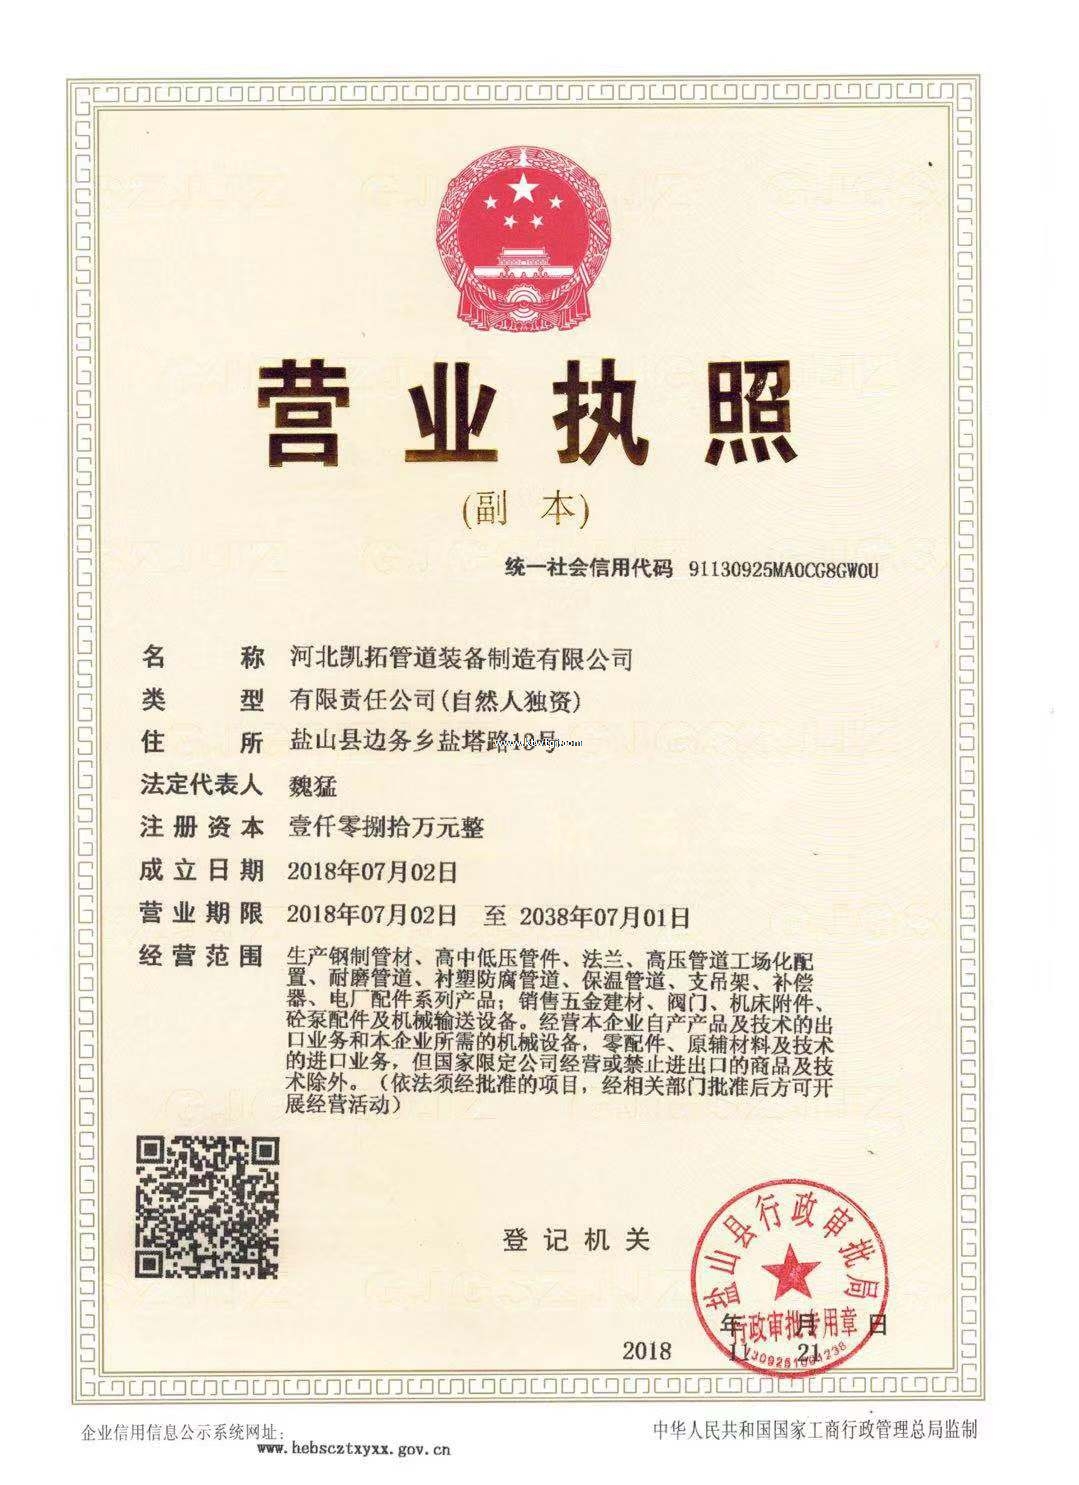 营业执照
(副 本)
统一社会信用代码 91130925MA0CG8GW0U
名称 河北凯拓管道装备制造有限公司
类型 有限责任公司(自然人独资)
住所 盐山县边务乡盐塔路18号
法定代表人 魏猛
注册资本 壹仟零捌拾万元整
成立日期 2018年07月02日
营业期限 2018年07月02日 至 2038年07月01日
经营范围 生产钢制管材、高中低压管件、法兰、高压管道工场化配
置、耐磨管道、衬塑防腐管道、保温管道、支吊架、补偿
器、电厂配件系列产品；销售五金建材、阀门、机床附件、
砼泵配件及机械输送设备。经营本企业自产产品及技术的出
口业务和本企业所需的机械设备，零配件、原辅材料及技术
的进口业务，但国家限定公司经营或禁止进出口的商品及技
术除外。（依法须经批准的项目，经相关部门批准后方可开
展经营活动）
登记机关
盐山县行政审批局
行政审批专用章
年 月 日
2018 11 21
企业信用信息公示系统网址:
www.hebscztxyxx.gov.cn
中华人民共和国国家工商行政管理总局监制